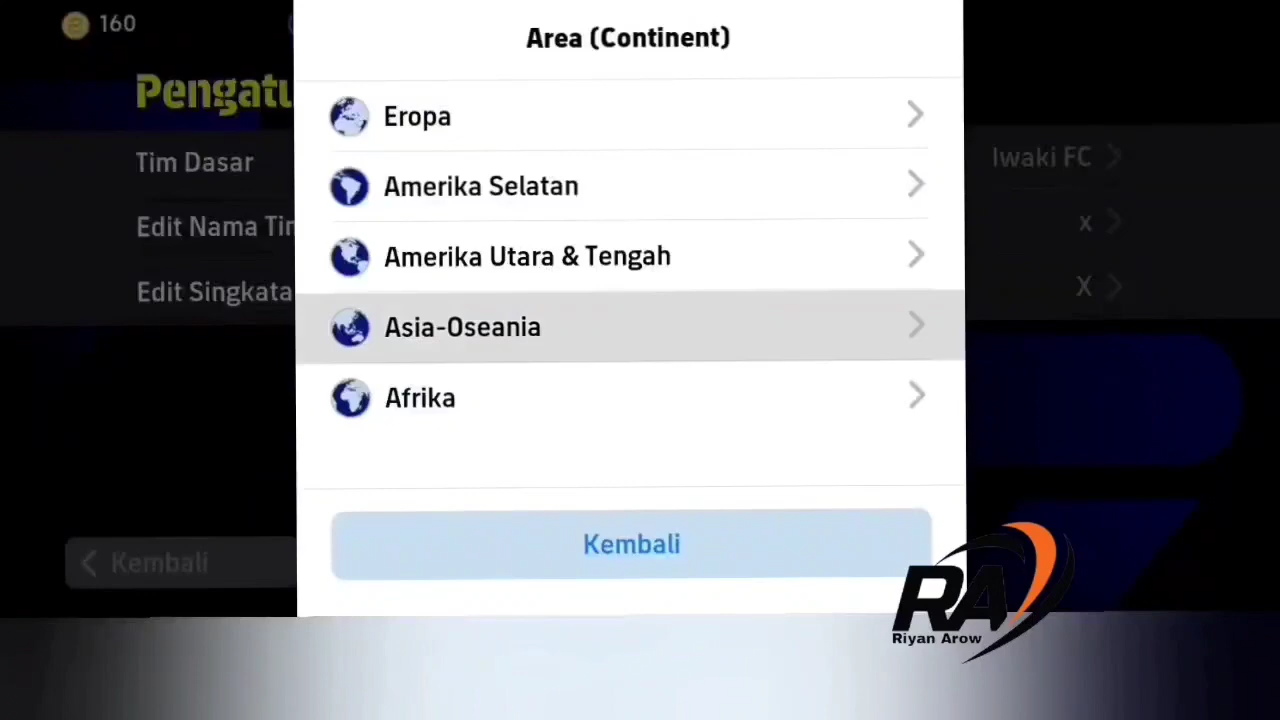 160
Area (Continent)
Pengatu
Eropa
Tim Dasar
Iwaki FC
Amerika Selatan
Edit Nama Tim
x
Amerika Utara & Tengah
Edit Singkata
X
Asia-Oseania
Afrika
Kembali
Kembali
RA
Riyan Arow